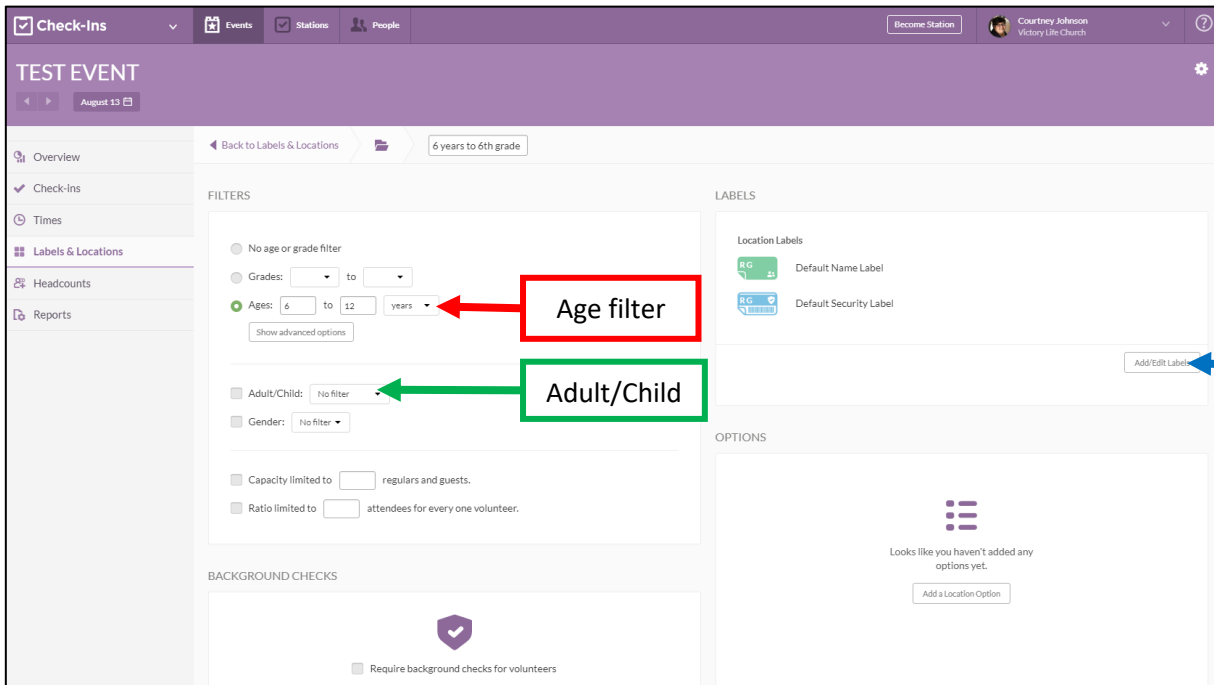 Check-Ins
Events
Stations
People
Become Station
Courtney Johnson
Victory Life Church
?
TEST EVENT
August 13
Overview
Check-ins
Times
Labels & Locations
Headcounts
Reports
Back to Labels & Locations
6 years to 6th grade
FILTERS
No age or grade filter
Grades: to
Ages: 6 to 12 years
Show advanced options
Age filter
Adult/Child: No filter
Adult/Child
Gender: No filter
Capacity limited to regulars and guests.
Ratio limited to attendees for every one volunteer.
BACKGROUND CHECKS
Require background checks for volunteers
LABELS
Location Labels
RG
Default Name Label
RG
Default Security Label
Add/Edit Labels
OPTIONS
Looks like you haven't added any
options yet.
Add a Location Option